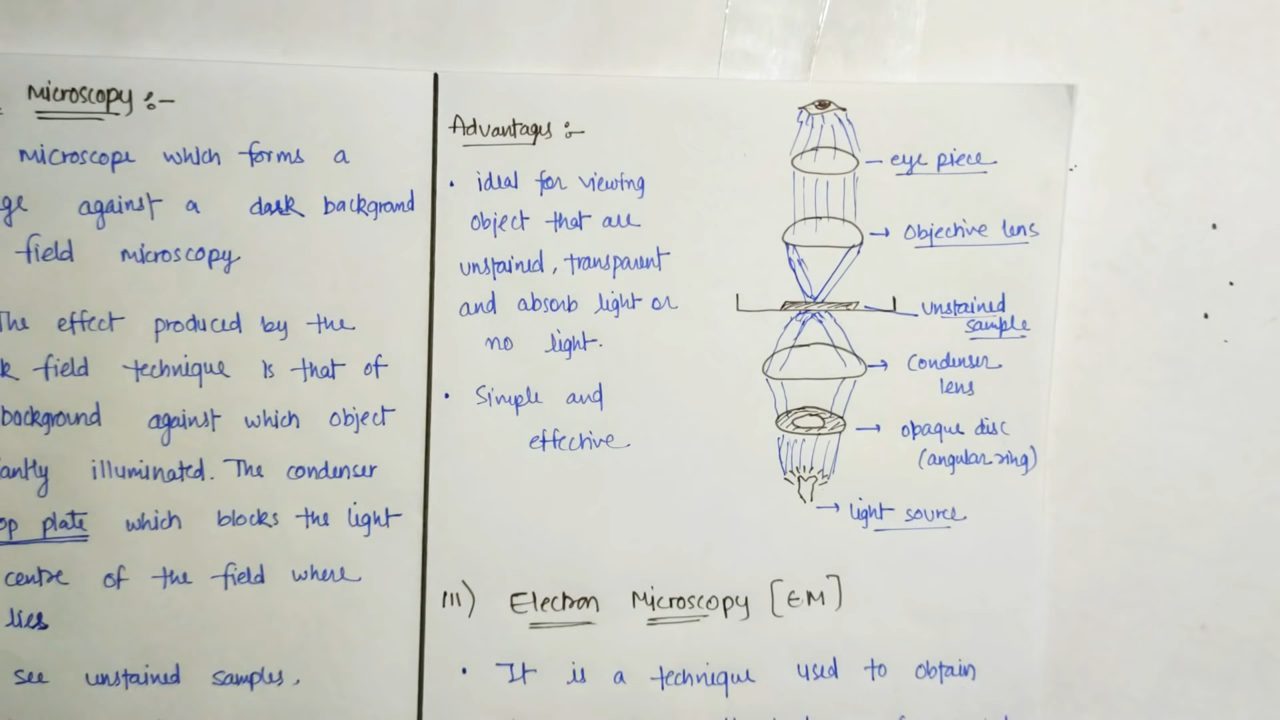 Microscopy :-
microscope which forms a
ge against a dark background
field microscopy
The effect produced by the
k field technique is that of
background against which object
antly illuminated. The condenser
op plate which blocks the light
centre of the field where
lies
see unstained samples.
Advantages :-
• ideal for viewing
object that are
unstained, transparent
and absorb light or
no light.
• Simple and
effective
eye piece
Objective lens
unstained
sample
Condenser
lens
opaque disc
(angular ring)
light source
III) Electron Microscopy [EM]
• It is a technique used to obtain